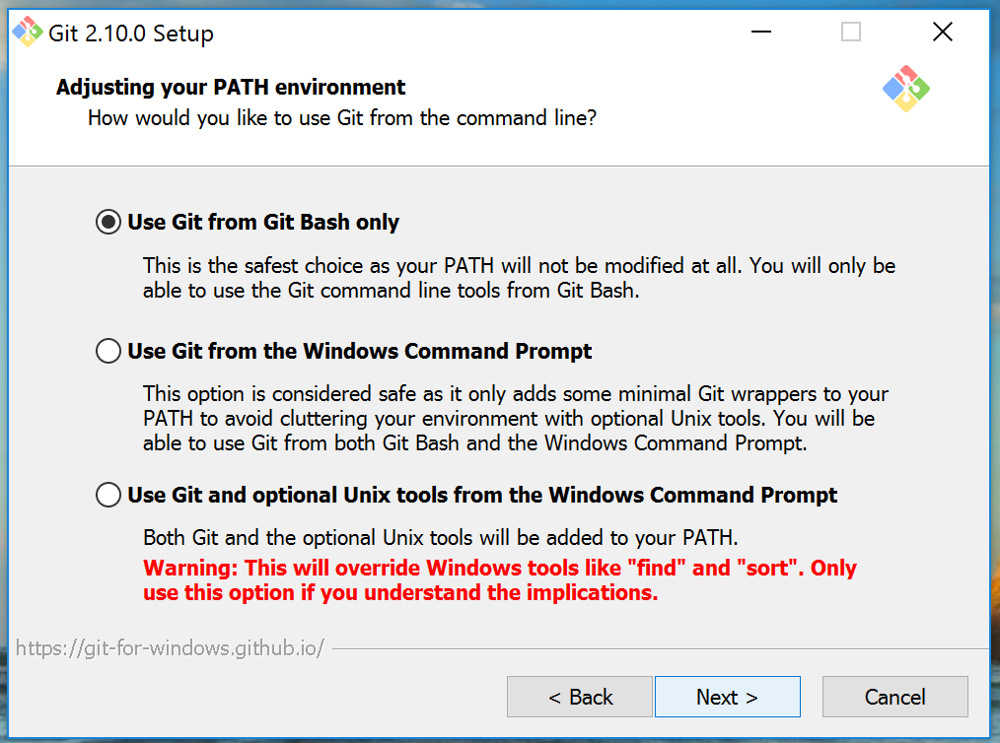 Git 2.10.0 Setup
Adjusting your PATH environment
How would you like to use Git from the command line?
Use Git from Git Bash only
This is the safest choice as your PATH will not be modified at all. You will only be
able to use the Git command line tools from Git Bash.
Use Git from the Windows Command Prompt
This option is considered safe as it only adds some minimal Git wrappers to your
PATH to avoid cluttering your environment with optional Unix tools. You will be
able to use Git from both Git Bash and the Windows Command Prompt.
Use Git and optional Unix tools from the Windows Command Prompt
Both Git and the optional Unix tools will be added to your PATH.
Warning: This will override Windows tools like "find" and "sort". Only
use this option if you understand the implications.
https://git-for-windows.github.io/
< Back
Next >
Cancel